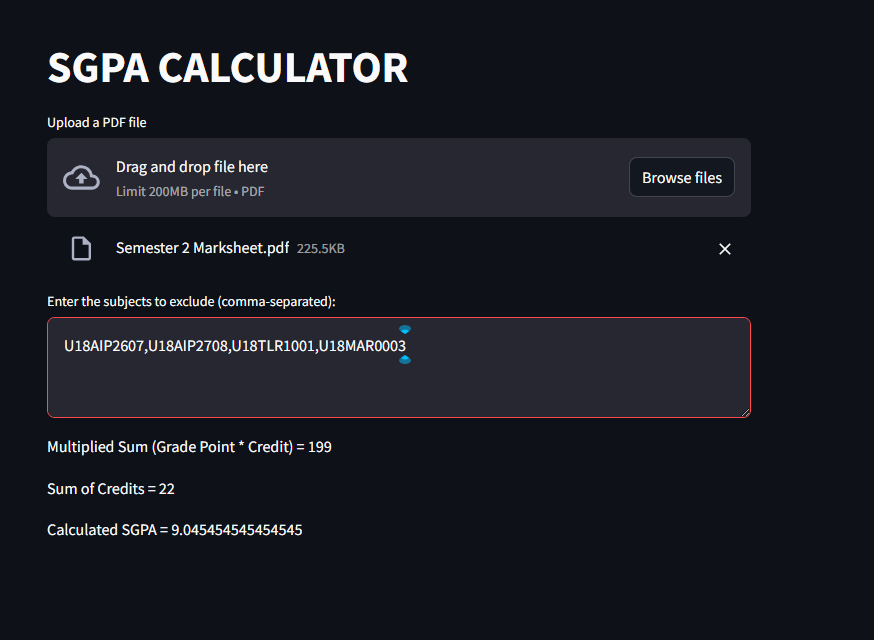 SGPA CALCULATOR
Upload a PDF file
Drag and drop file here
Limit 200MB per file • PDF
Browse files
Semester 2 Marksheet.pdf 225.5KB
Enter the subjects to exclude (comma-separated):
U18AIP2607,U18AIP2708,U18TLR1001,U18MAR0003
Multiplied Sum (Grade Point * Credit) = 199
Sum of Credits = 22
Calculated SGPA = 9.045454545454545